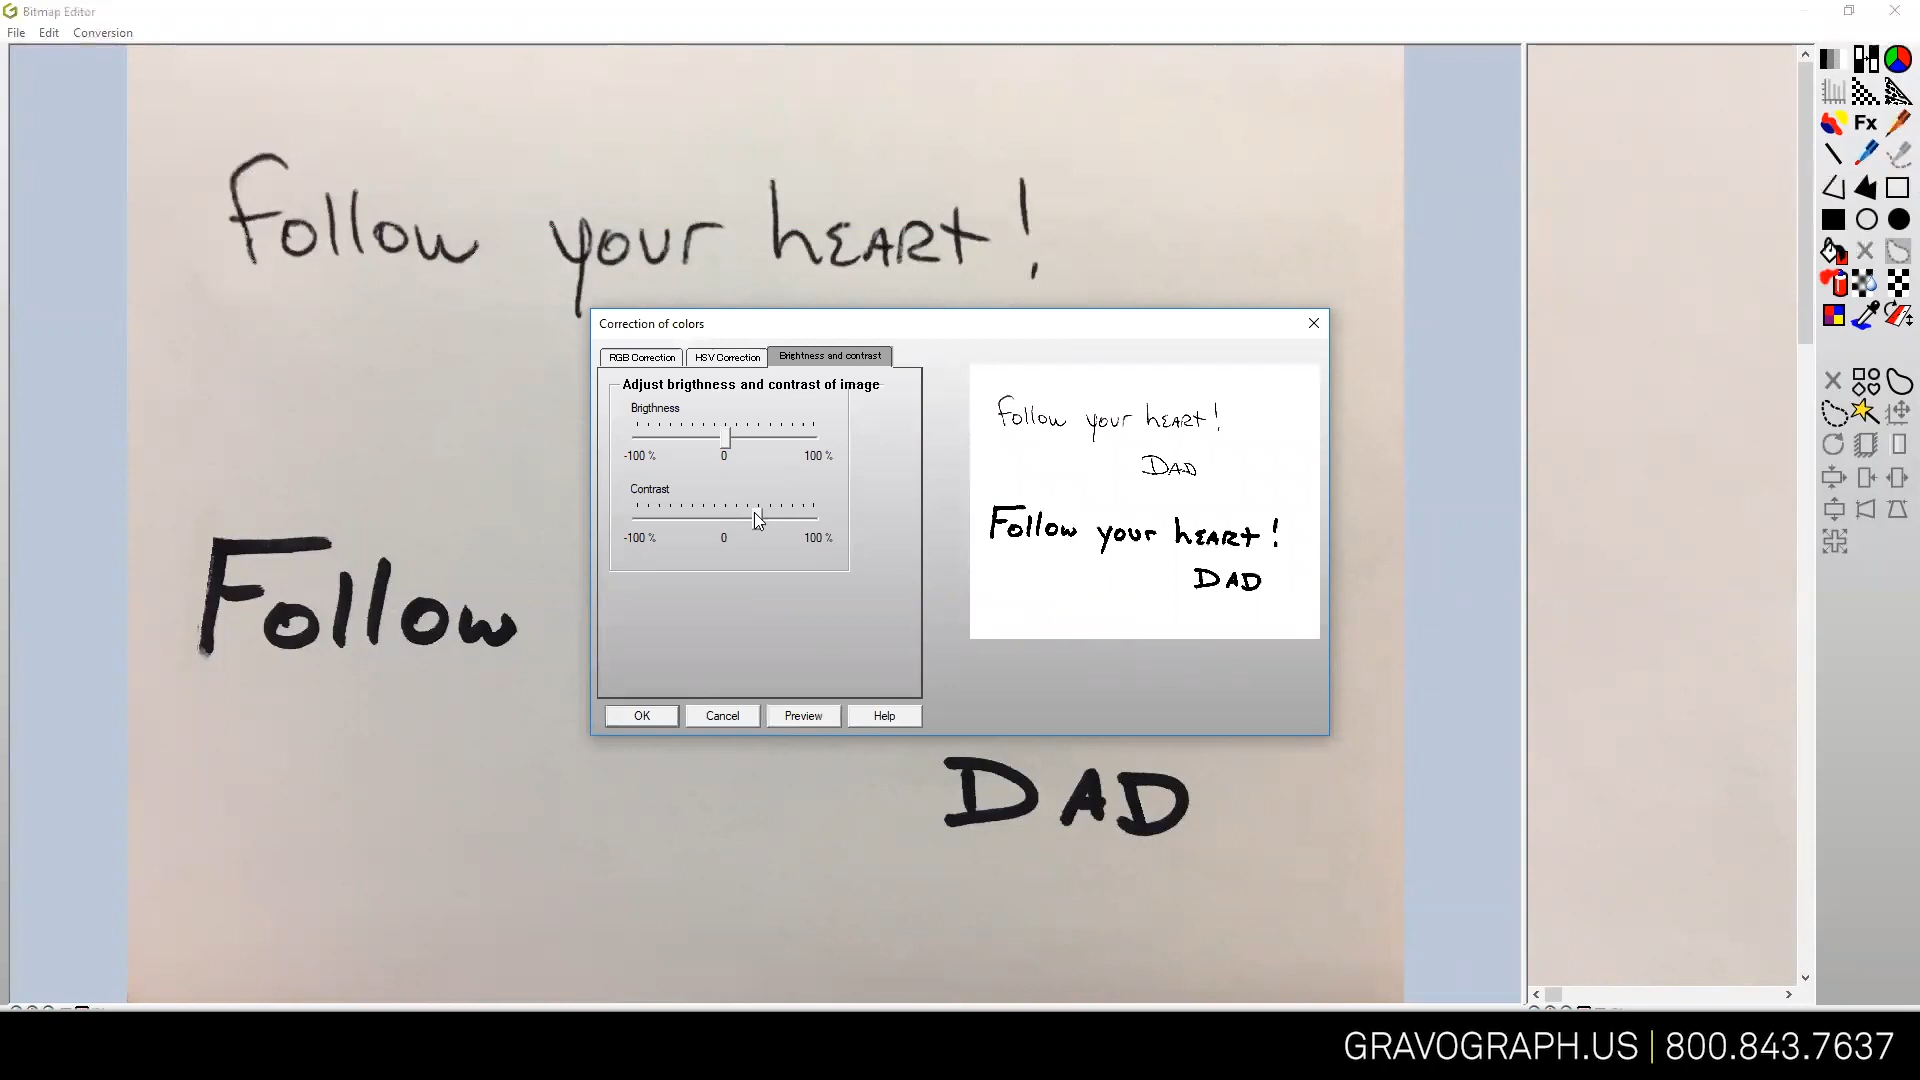 Bitmap Editor
File Edit Conversion
Follow your heart!
Follow
DAD
Correction of colors
RGB Correction HSV Correction Brightness and contrast
Adjust brigthness and contrast of image
Brigthness
-100 % 0 100 %
Contrast
-100 % 0 100 %
OK Cancel Preview Help
Follow your heart!
DAD
Follow your heart!
DAD
Fx
GRAVOGRAPH.US | 800.843.7637